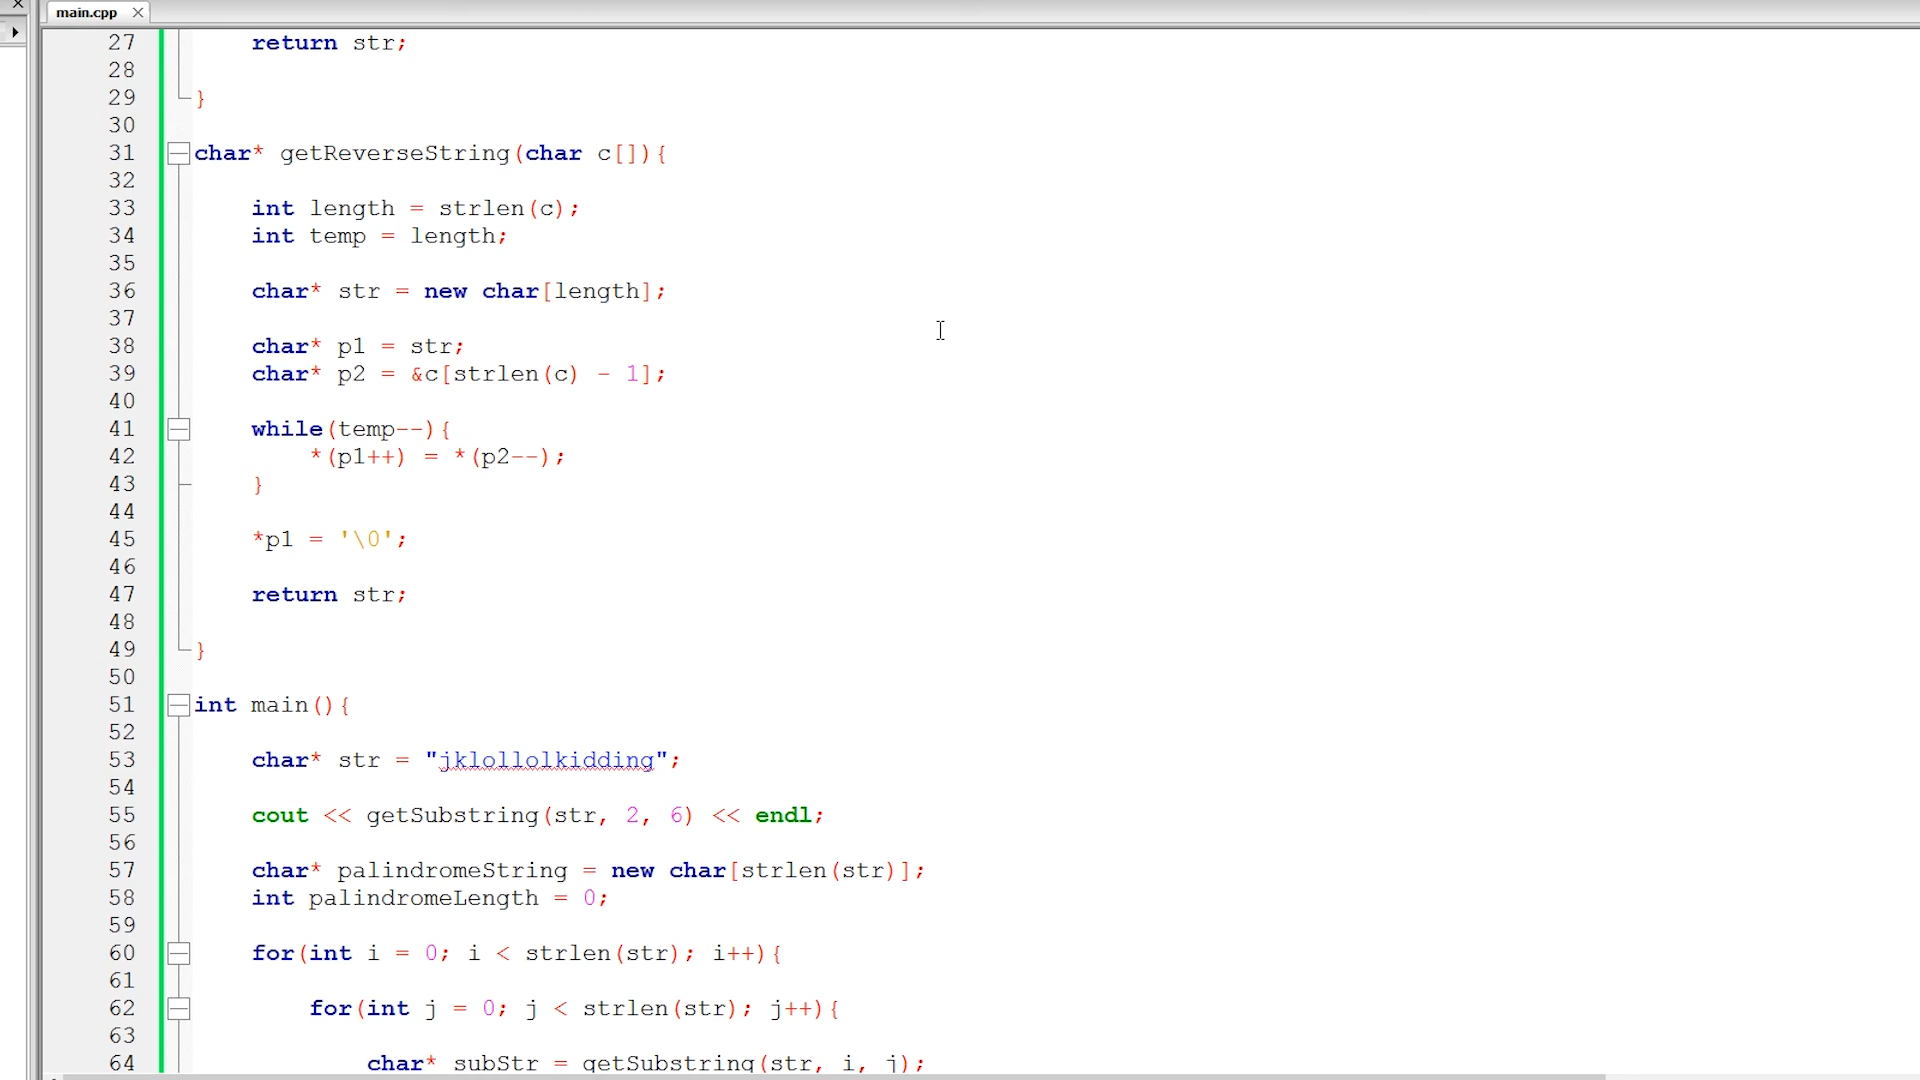 main.cpp
27 return str;
28
29 }
30
31 char* getReverseString(char c[]){
32
33 int length = strlen(c);
34 int temp = length;
35
36 char* str = new char[length];
37
38 char* p1 = str;
39 char* p2 = &c[strlen(c) - 1];
40
41 while(temp--){
42 *(p1++) = *(p2--);
43 }
44
45 *p1 = '\0';
46
47 return str;
48
49 }
50
51 int main(){
52
53 char* str = "jklollolkidding";
54
55 cout << getSubstring(str, 2, 6) << endl;
56
57 char* palindromeString = new char[strlen(str)];
58 int palindromeLength = 0;
59
60 for(int i = 0; i < strlen(str); i++){
61
62 for(int j = 0; j < strlen(str); j++){
63
64 char* subStr = getSubstring(str, i, j);